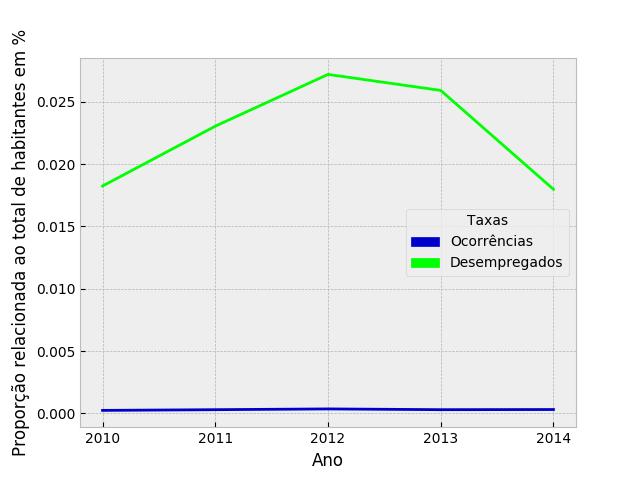 Proporção relacionada ao total de habitantes em %
0.025
0.020
0.015
0.010
0.005
0.000
Taxas
Ocorrências
Desempregados
2010 2011 2012 2013 2014
Ano